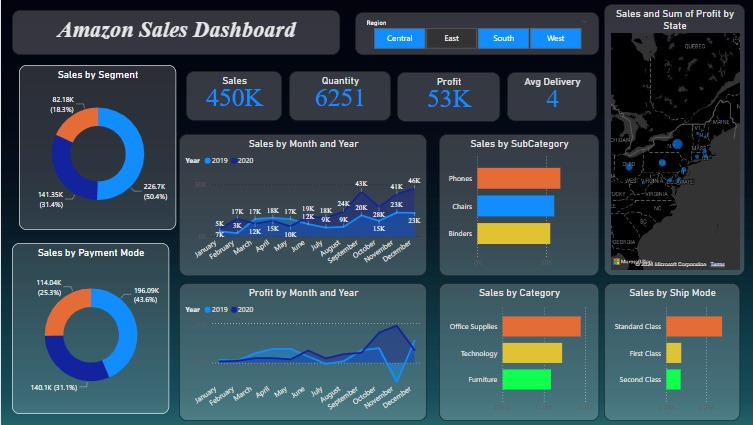 Amazon Sales Dashboard
Region
Central
East
South
West
Sales and Sum of Profit by
State
QUEBEC
MAINE
VIRGINIA
GEORGIA
© 2024 Microsoft Corporation Terms
Sales by Segment
82.18K
(18.3%)
141.35K
(31.4%)
226.7K
(50.4%)
Sales
450K
Quantity
6251
Profit
53K
Avg Delivery
4
Sales by Month and Year
Year 2019 2020
5K
7K
17K
3K
17K
12K
18K
15K
17K
10K
19K
12K
18K
9K
24K
9K
43K
20K
28K
15K
41K
23K
46K
23K
January
February
March
April
May
June
July
August
September
October
November
December
Sales by SubCategory
Phones
Chairs
Binders
Sales by Payment Mode
114.04K
(25.3%)
196.09K
(43.6%)
140.1K (31.1%)
Profit by Month and Year
Year 2019 2020
January
February
March
April
May
June
July
August
September
October
November
December
Sales by Category
Office Supplies
Technology
Furniture
Sales by Ship Mode
Standard Class
First Class
Second Class